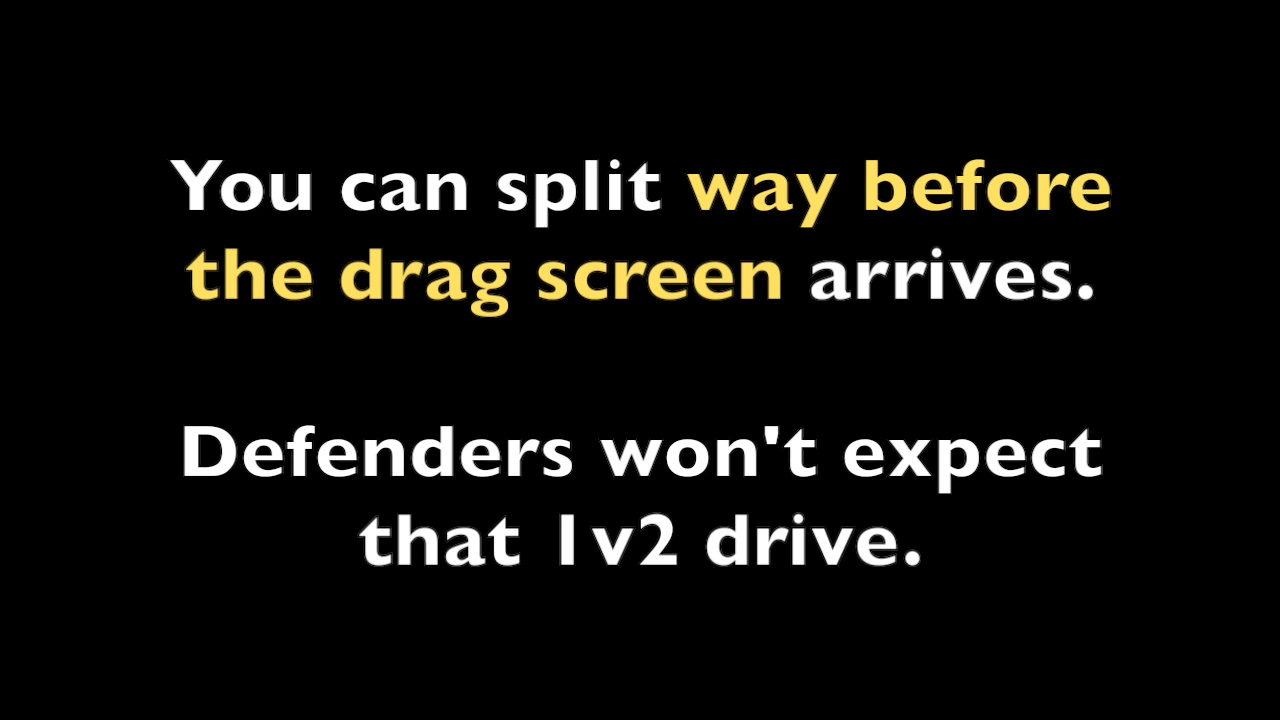 You can split way before
the drag screen arrives.
Defenders won't expect
that 1v2 drive.